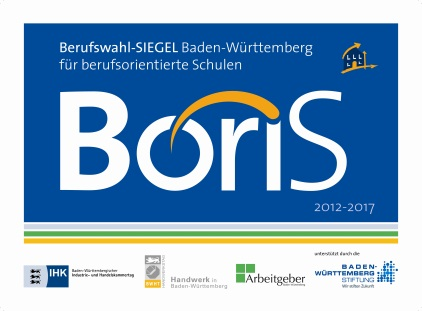 Berufswahl-SIEGEL Baden-Württemberg
für berufsorientierte Schulen
BoriS
2012-2017
unterstützt durch die
IHK
Baden-Württembergischer
Industrie- und Handelskammertag
Handwerk in
Baden-Württemberg
Arbeitgeber
Baden-Württemberg
BADEN-
WÜRTTEMBERG
STIFTUNG
Wir stiften Zukunft